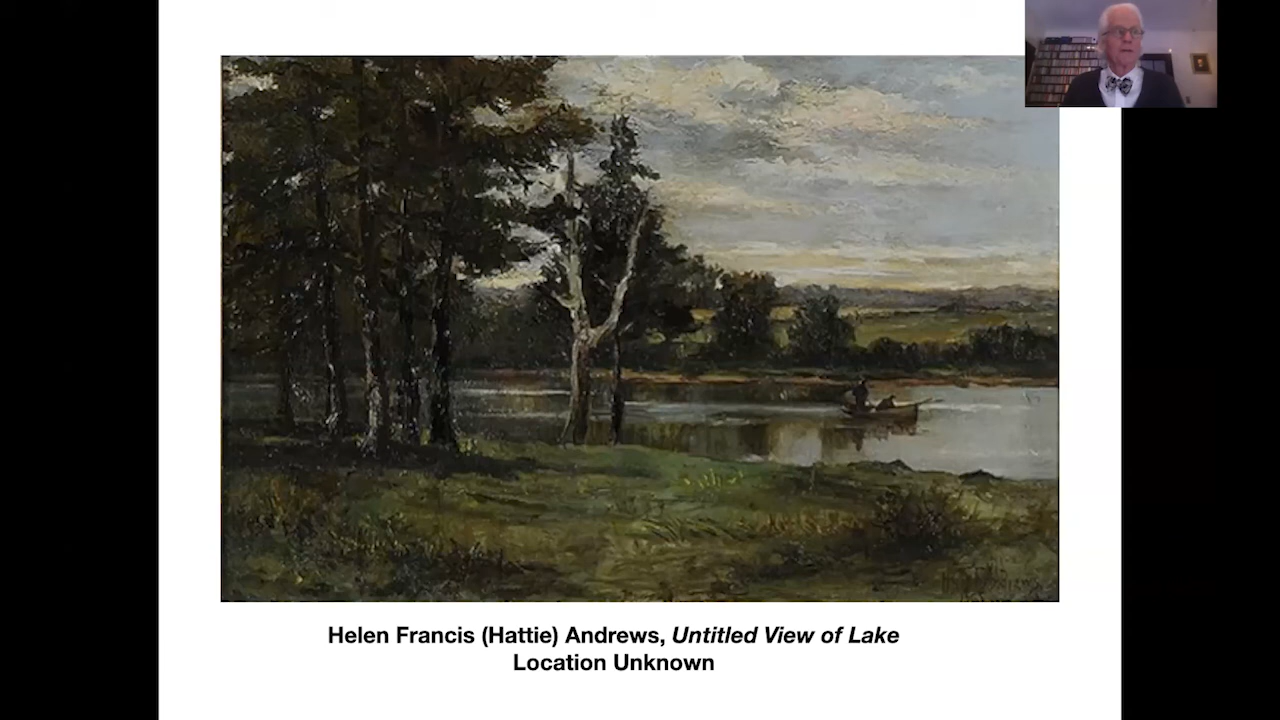 Helen Francis (Hattie) Andrews, Untitled View of Lake
Location Unknown